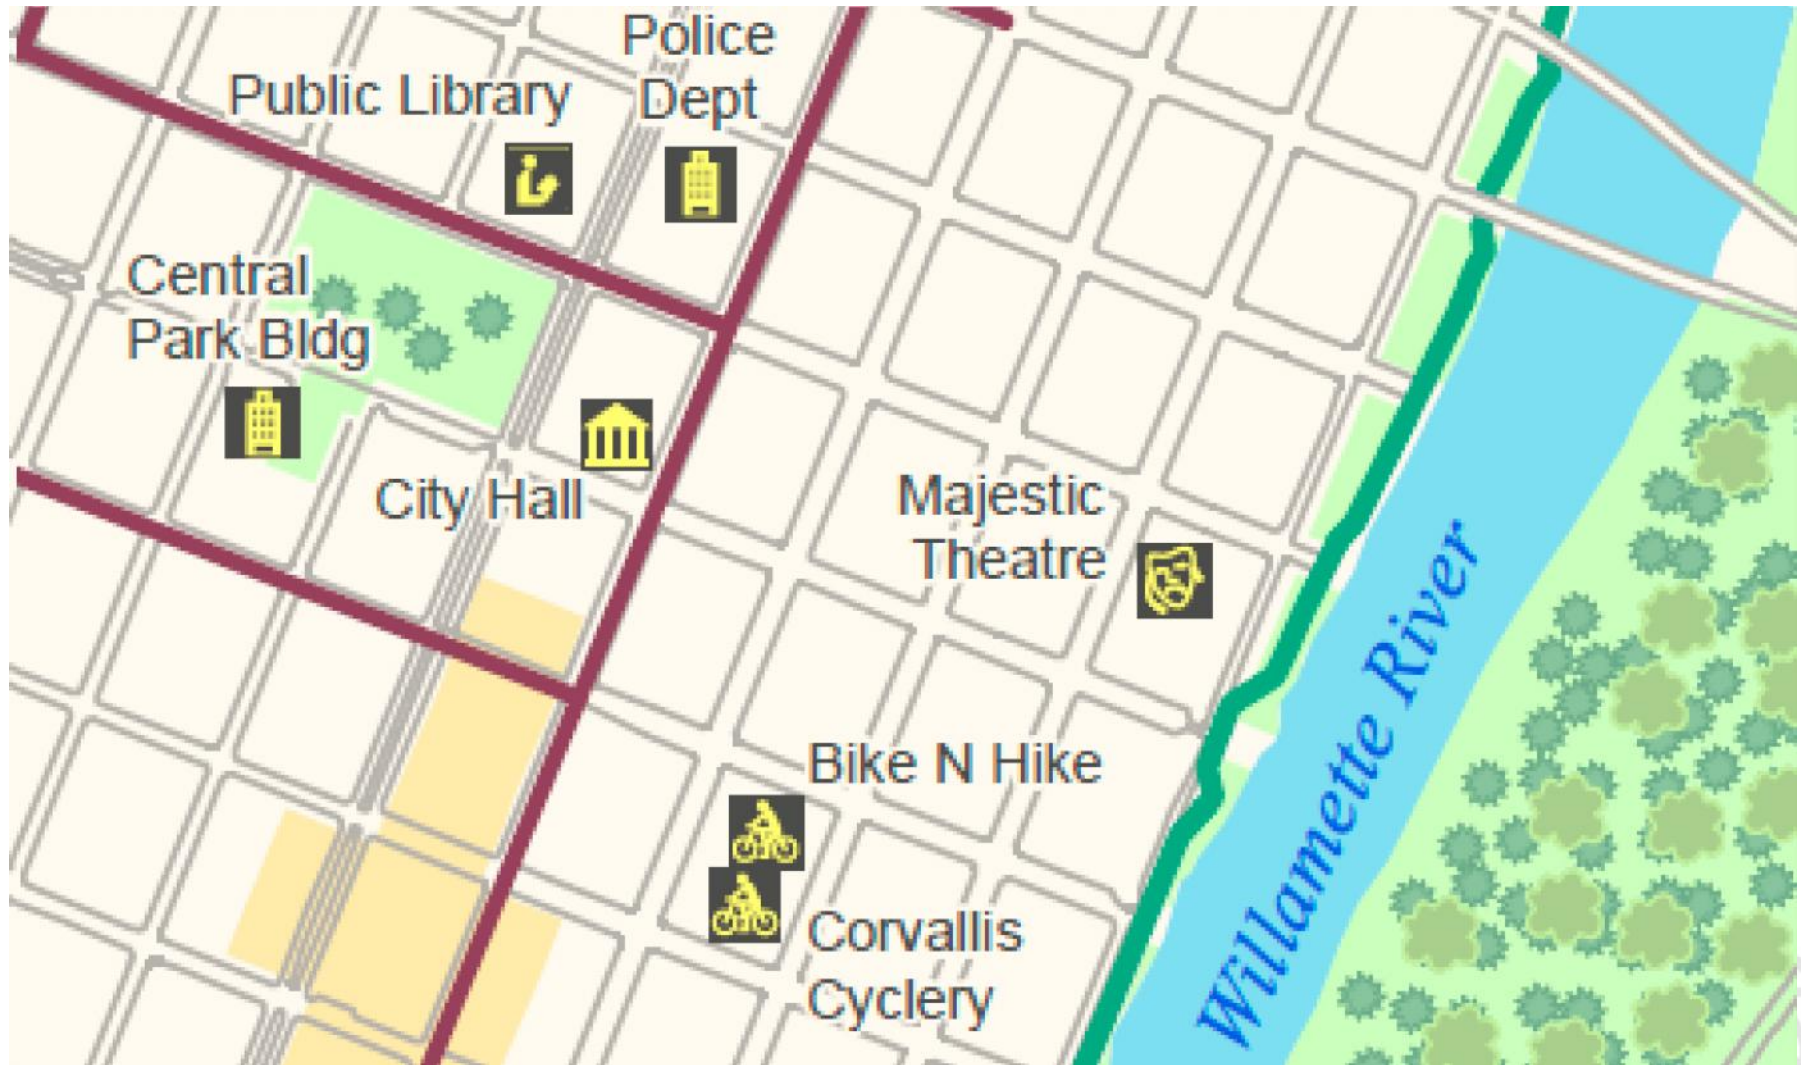 Police
Dept
Public Library
Central
Park Bldg
City Hall
Majestic
Theatre
Willamette River
Bike N Hike
Corvallis
Cyclery